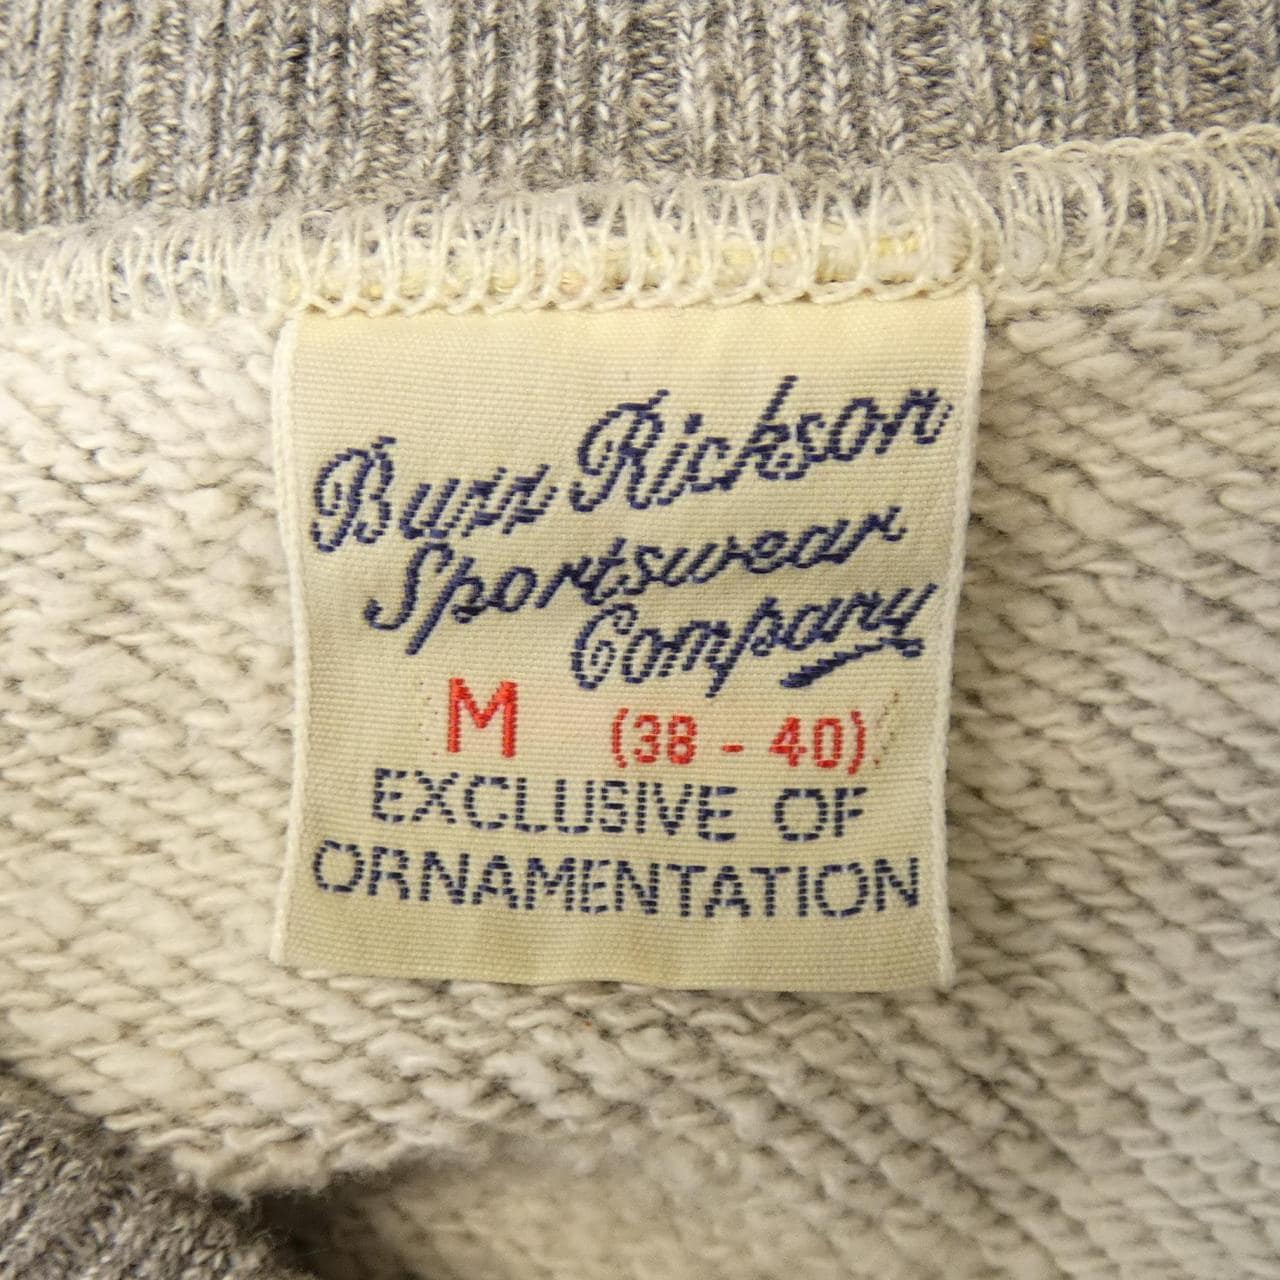 Buzz Rickson
Sportswear
Company
M (38 - 40)
EXCLUSIVE OF
ORNAMENTATION